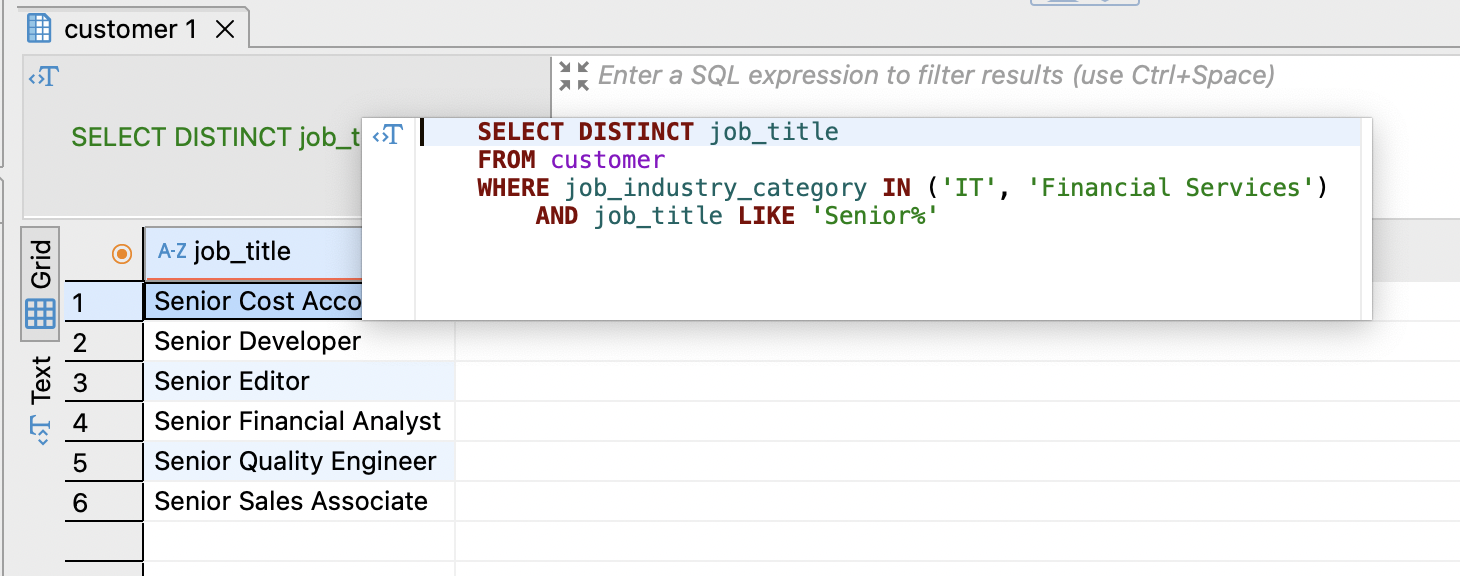 customer 1
Enter a SQL expression to filter results (use Ctrl+Space)
SELECT DISTINCT job_t
SELECT DISTINCT job_title
FROM customer
WHERE job_industry_category IN ('IT', 'Financial Services')
AND job_title LIKE 'Senior%'
Grid
Text
A-Z job_title
1 Senior Cost Acco
2 Senior Developer
3 Senior Editor
4 Senior Financial Analyst
5 Senior Quality Engineer
6 Senior Sales Associate